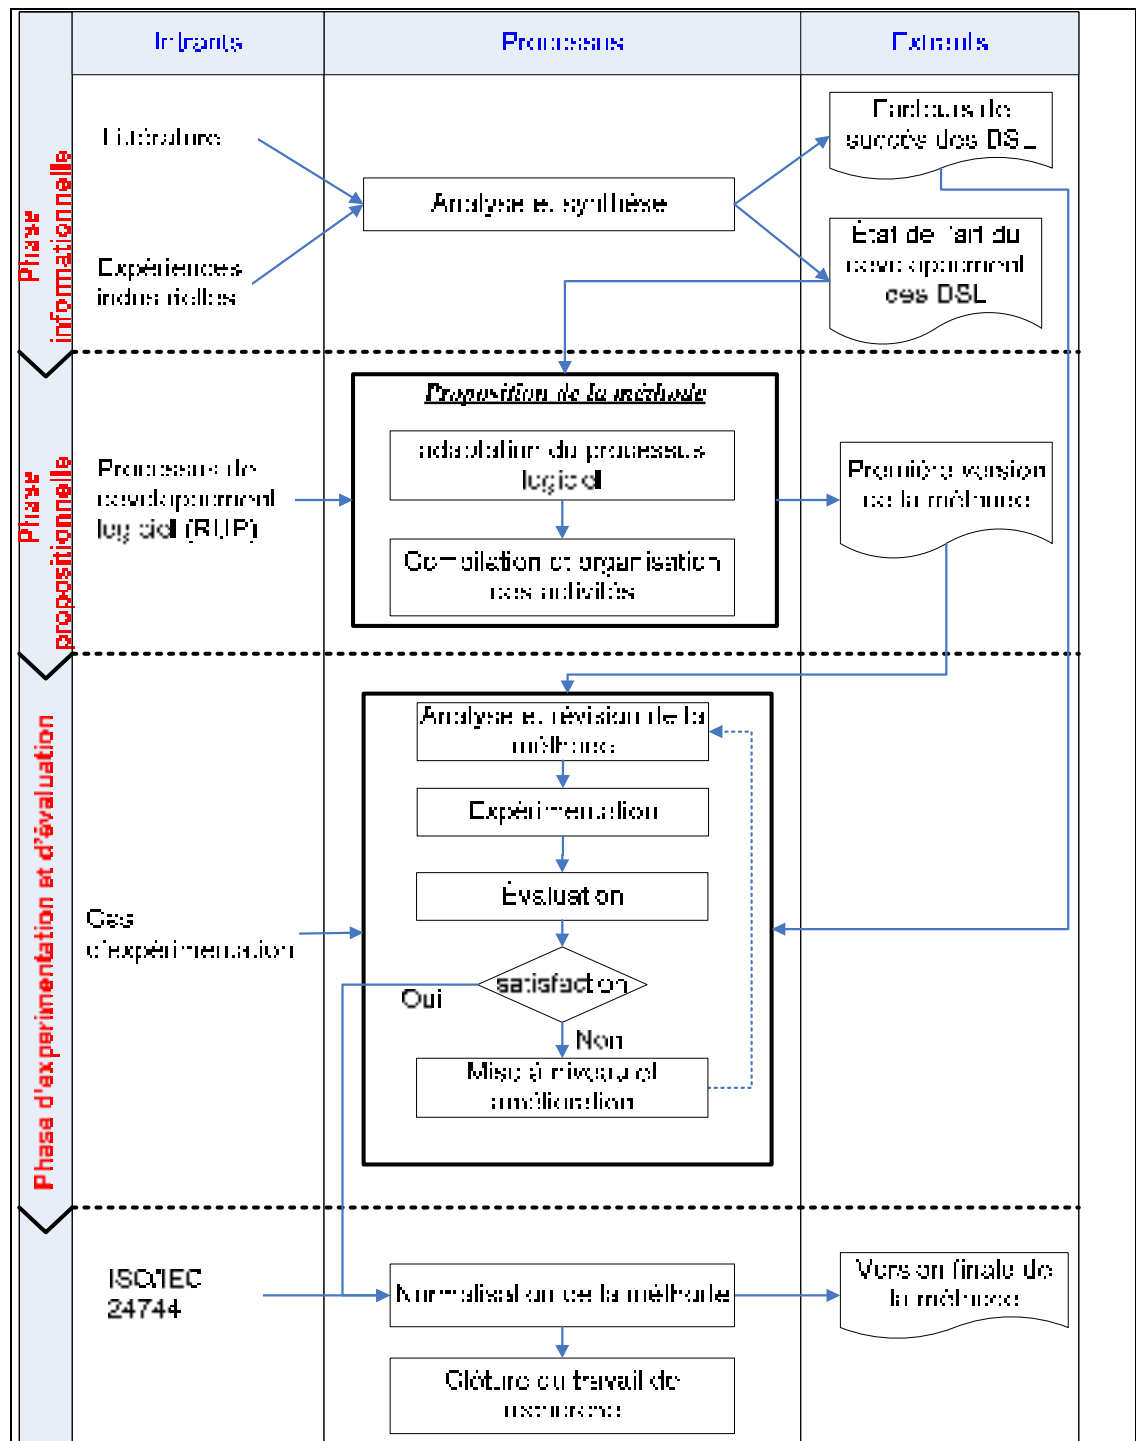 Intrants
Processus
Extrants
Phase
informationnelle
Littérature
Expériences
industrielles
Analyse et synthèse
Facteurs de
succès des DSL
État de l'art du
développement
des DSL
Phase
propositionnelle
Processus de
développement
logiciel (RUP)
Proposition de la méthode
adaptation du processus
logiciel
Compilation et organisation
des activités
Première version
de la méthode
Phase d'experimentation et d'évaluation
Cas
d'expérimentation
Analyse et révision de la
méthode
Expérimentation
Évaluation
satisfaction
Oui
Non
Mise à niveau et
amélioration
ISO/IEC
24744
Normalisation de la méthode
Version finale de
la méthode
Clôture du travail de
recherche